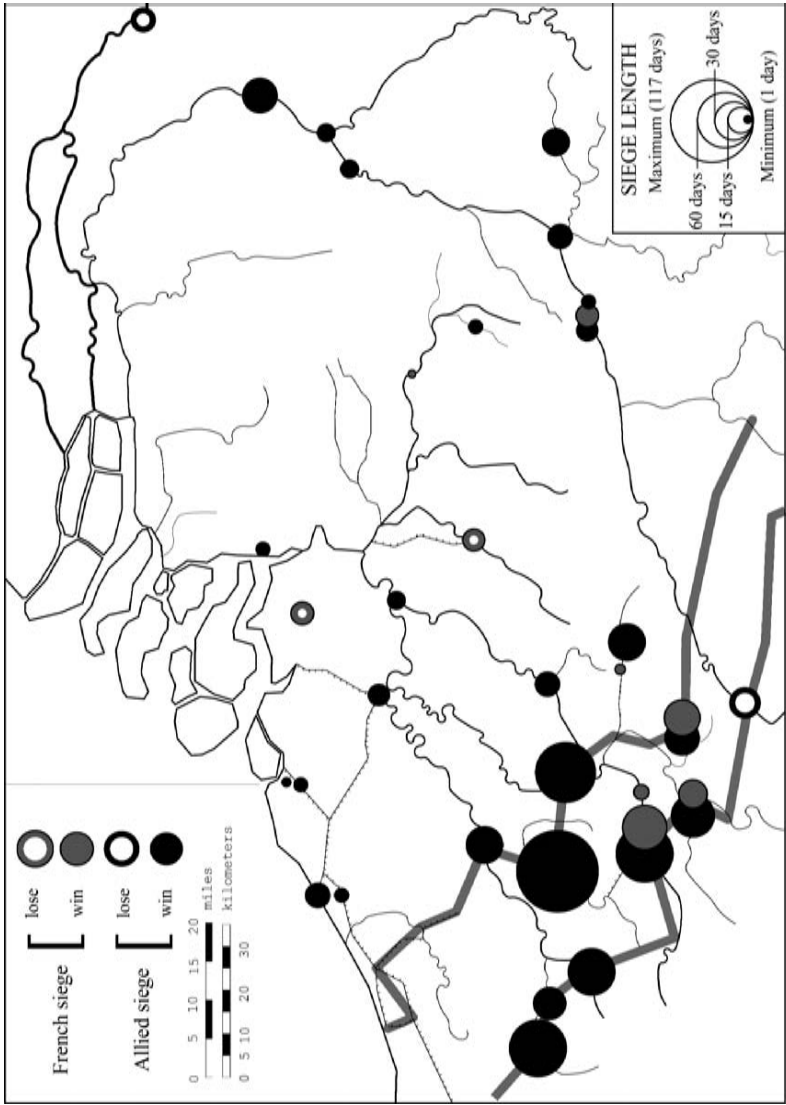 SIEGE LENGTH
Maximum (117 days)
60 days
30 days
15 days
Minimum (1 day)
French siege
lose
win
Allied siege
lose
win
0 5 10 15 20
miles
0 5 10 20 30
kilometers